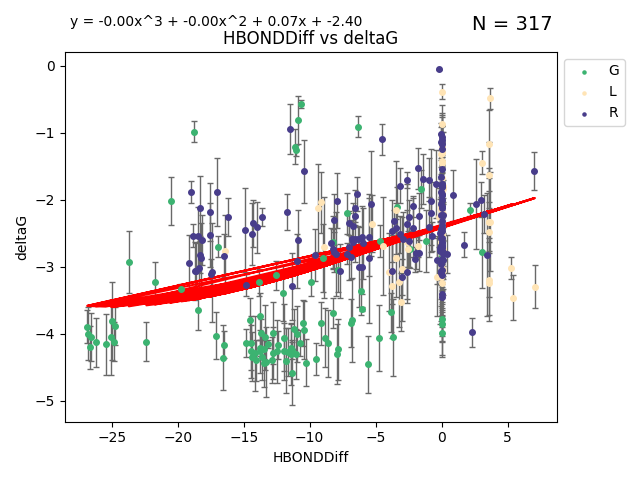 y = -0.00x^3 + -0.00x^2 + 0.07x + -2.40
N = 317
HBONDDiff vs deltaG
G
L
R
deltaG
0
−1
−2
−3
−4
−5
−25
−20
−15
−10
−5
0
5
HBONDDiff